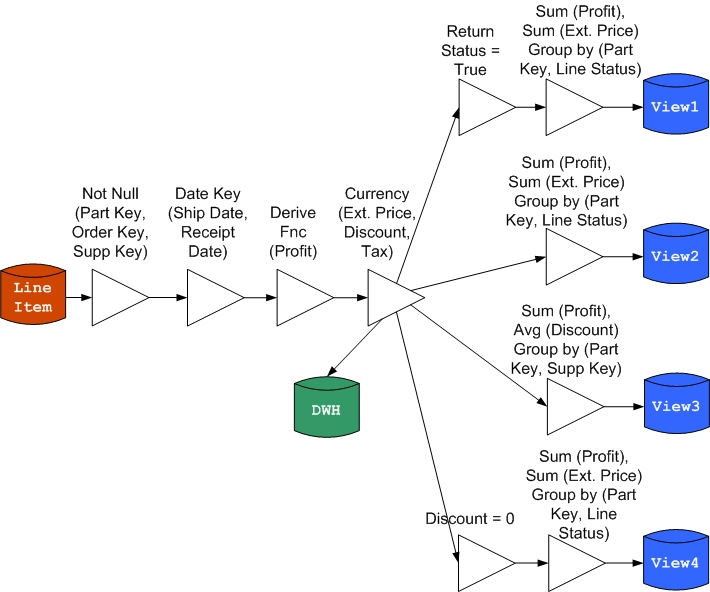 Return
Status =
True
Sum (Profit),
Sum (Ext. Price)
Group by (Part
Key, Line Status)
View1
Sum (Profit),
Sum (Ext. Price)
Group by (Part
Key, Line Status)
View2
Not Null
(Part Key,
Order Key,
Supp Key)
Date Key
(Ship Date,
Receipt
Date)
Derive
Fnc
(Profit)
Currency
(Ext. Price,
Discount,
Tax)
Line
Item
DWH
Sum (Profit),
Avg (Discount)
Group by (Part
Key, Supp Key)
View3
Discount = 0
Sum (Profit),
Sum (Ext. Price)
Group by (Part
Key, Line
Status)
View4